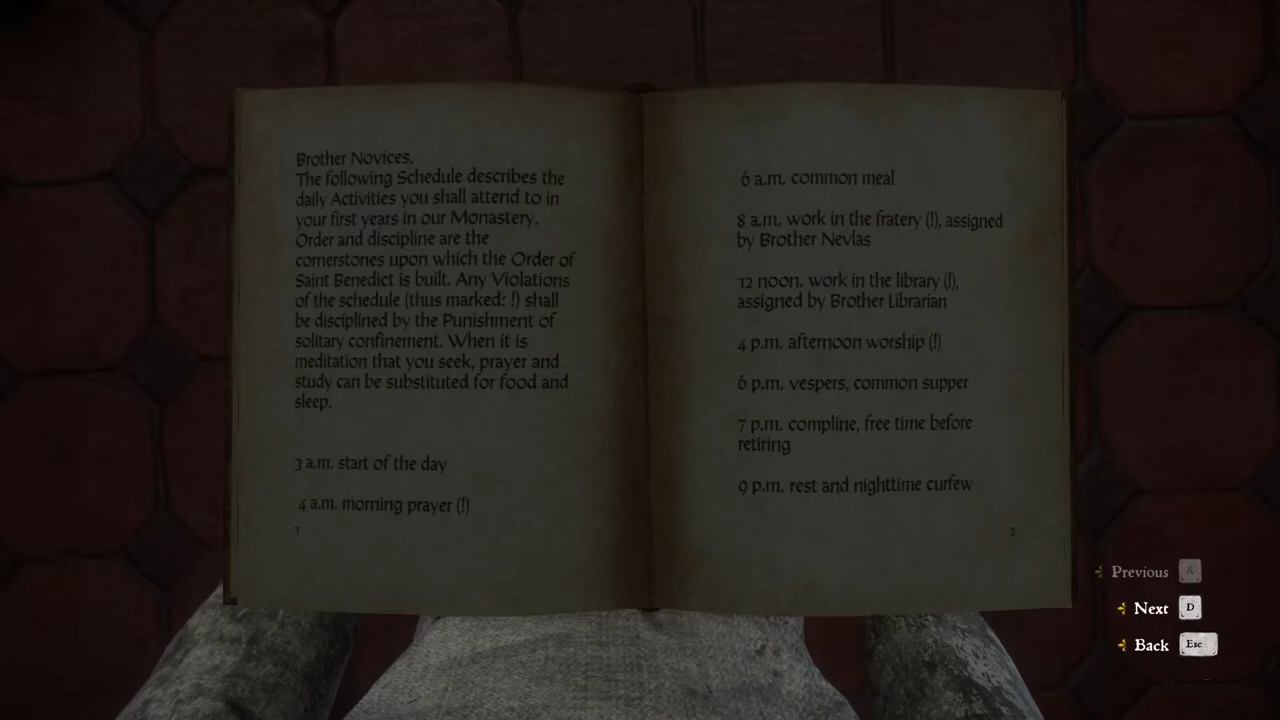 Brother Novices,
The following Schedule describes the
daily Activities you shall attend to in
your first years in our Monastery.
Order and discipline are the
cornerstones upon which the Order of
Saint Benedict is built. Any Violations
of the schedule (thus marked: !) shall
be disciplined by the Punishment of
solitary confinement. When it is
meditation that you seek, prayer and
study can be substituted for food and
sleep.
3 a.m. start of the day
4 a.m. morning prayer (!)
1
6 a.m. common meal
8 a.m. work in the fratery (!), assigned
by Brother Nevlas
12 noon. work in the library (!),
assigned by Brother Librarian
4 p.m. afternoon worship (!)
6 p.m. vespers, common supper
7 p.m. compline, free time before
retiring
9 p.m. rest and nighttime curfew
2
Previous A
Next D
Back Esc